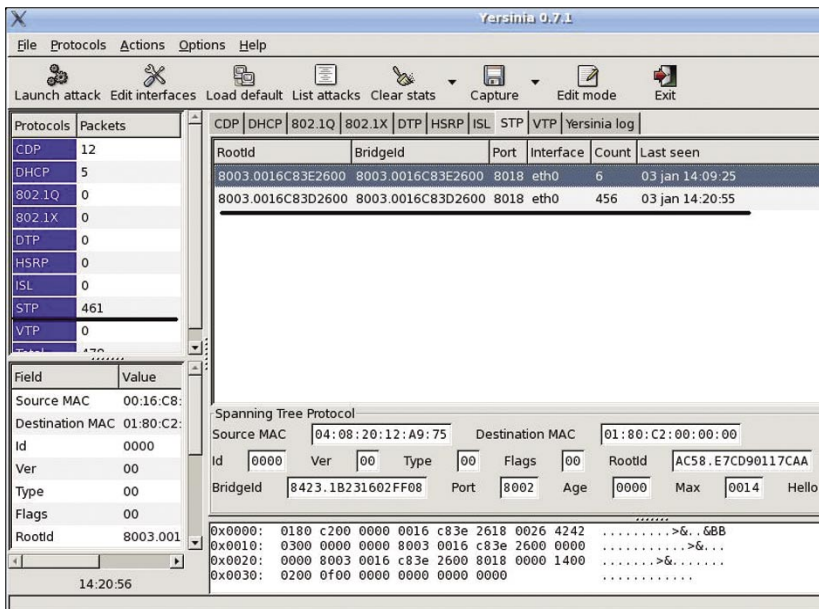 Yersinia 0.7.1
File Protocols Actions Options Help
Launch attack Edit interfaces Load default List attacks Clear stats Capture Edit mode Exit
Protocols Packets
CDP 12
DHCP 5
802.1Q 0
802.1X 0
DTP 0
HSRP 0
ISL 0
STP 461
VTP 0
CDP DHCP 802.1Q 802.1X DTP HSRP ISL STP VTP Yersinia log
RootId BridgeId Port Interface Count Last seen
8003.0016C83E2600 8003.0016C83E2600 8018 eth0 6 03 jan 14:09:25
8003.0016C83D2600 8003.0016C83D2600 8018 eth0 456 03 jan 14:20:55
Field Value
Source MAC 00:16:C8:
Destination MAC 01:80:C2:
Id 0000
Ver 00
Type 00
Flags 00
RootId 8003.001
14:20:56
Spanning Tree Protocol
Source MAC 04:08:20:12:A9:75 Destination MAC 01:80:C2:00:00:00
Id 0000 Ver 00 Type 00 Flags 00 RootId AC58.E7CD90117CAA
BridgeId 8423.1B231602FF08 Port 8002 Age 0000 Max 0014 Hello
0x0000: 0180 c200 0000 0016 c83e 2618 0026 4242 .........>&..&BB
0x0010: 0300 0000 0000 8003 0016 c83e 2600 0000 ...........>&...
0x0020: 0000 8003 0016 c83e 2600 8018 0000 1400 .......>&.......
0x0030: 0200 0f00 0000 0000 0000 0000 ............